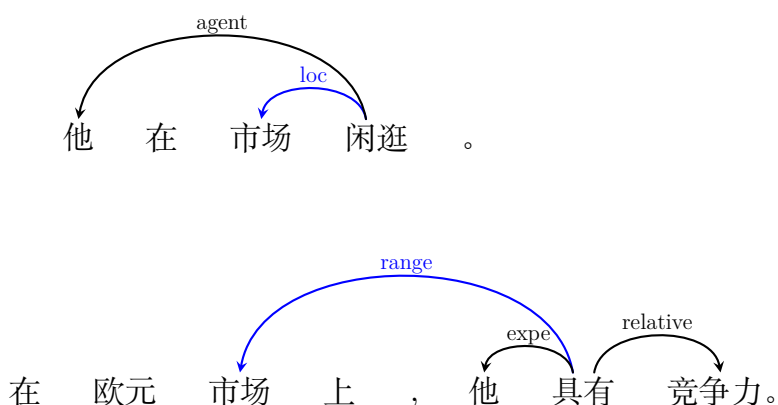 agent
loc
他 在 市场 闲逛 。
range
expe relative
在 欧元 市场 上 , 他 具有 竞争力。